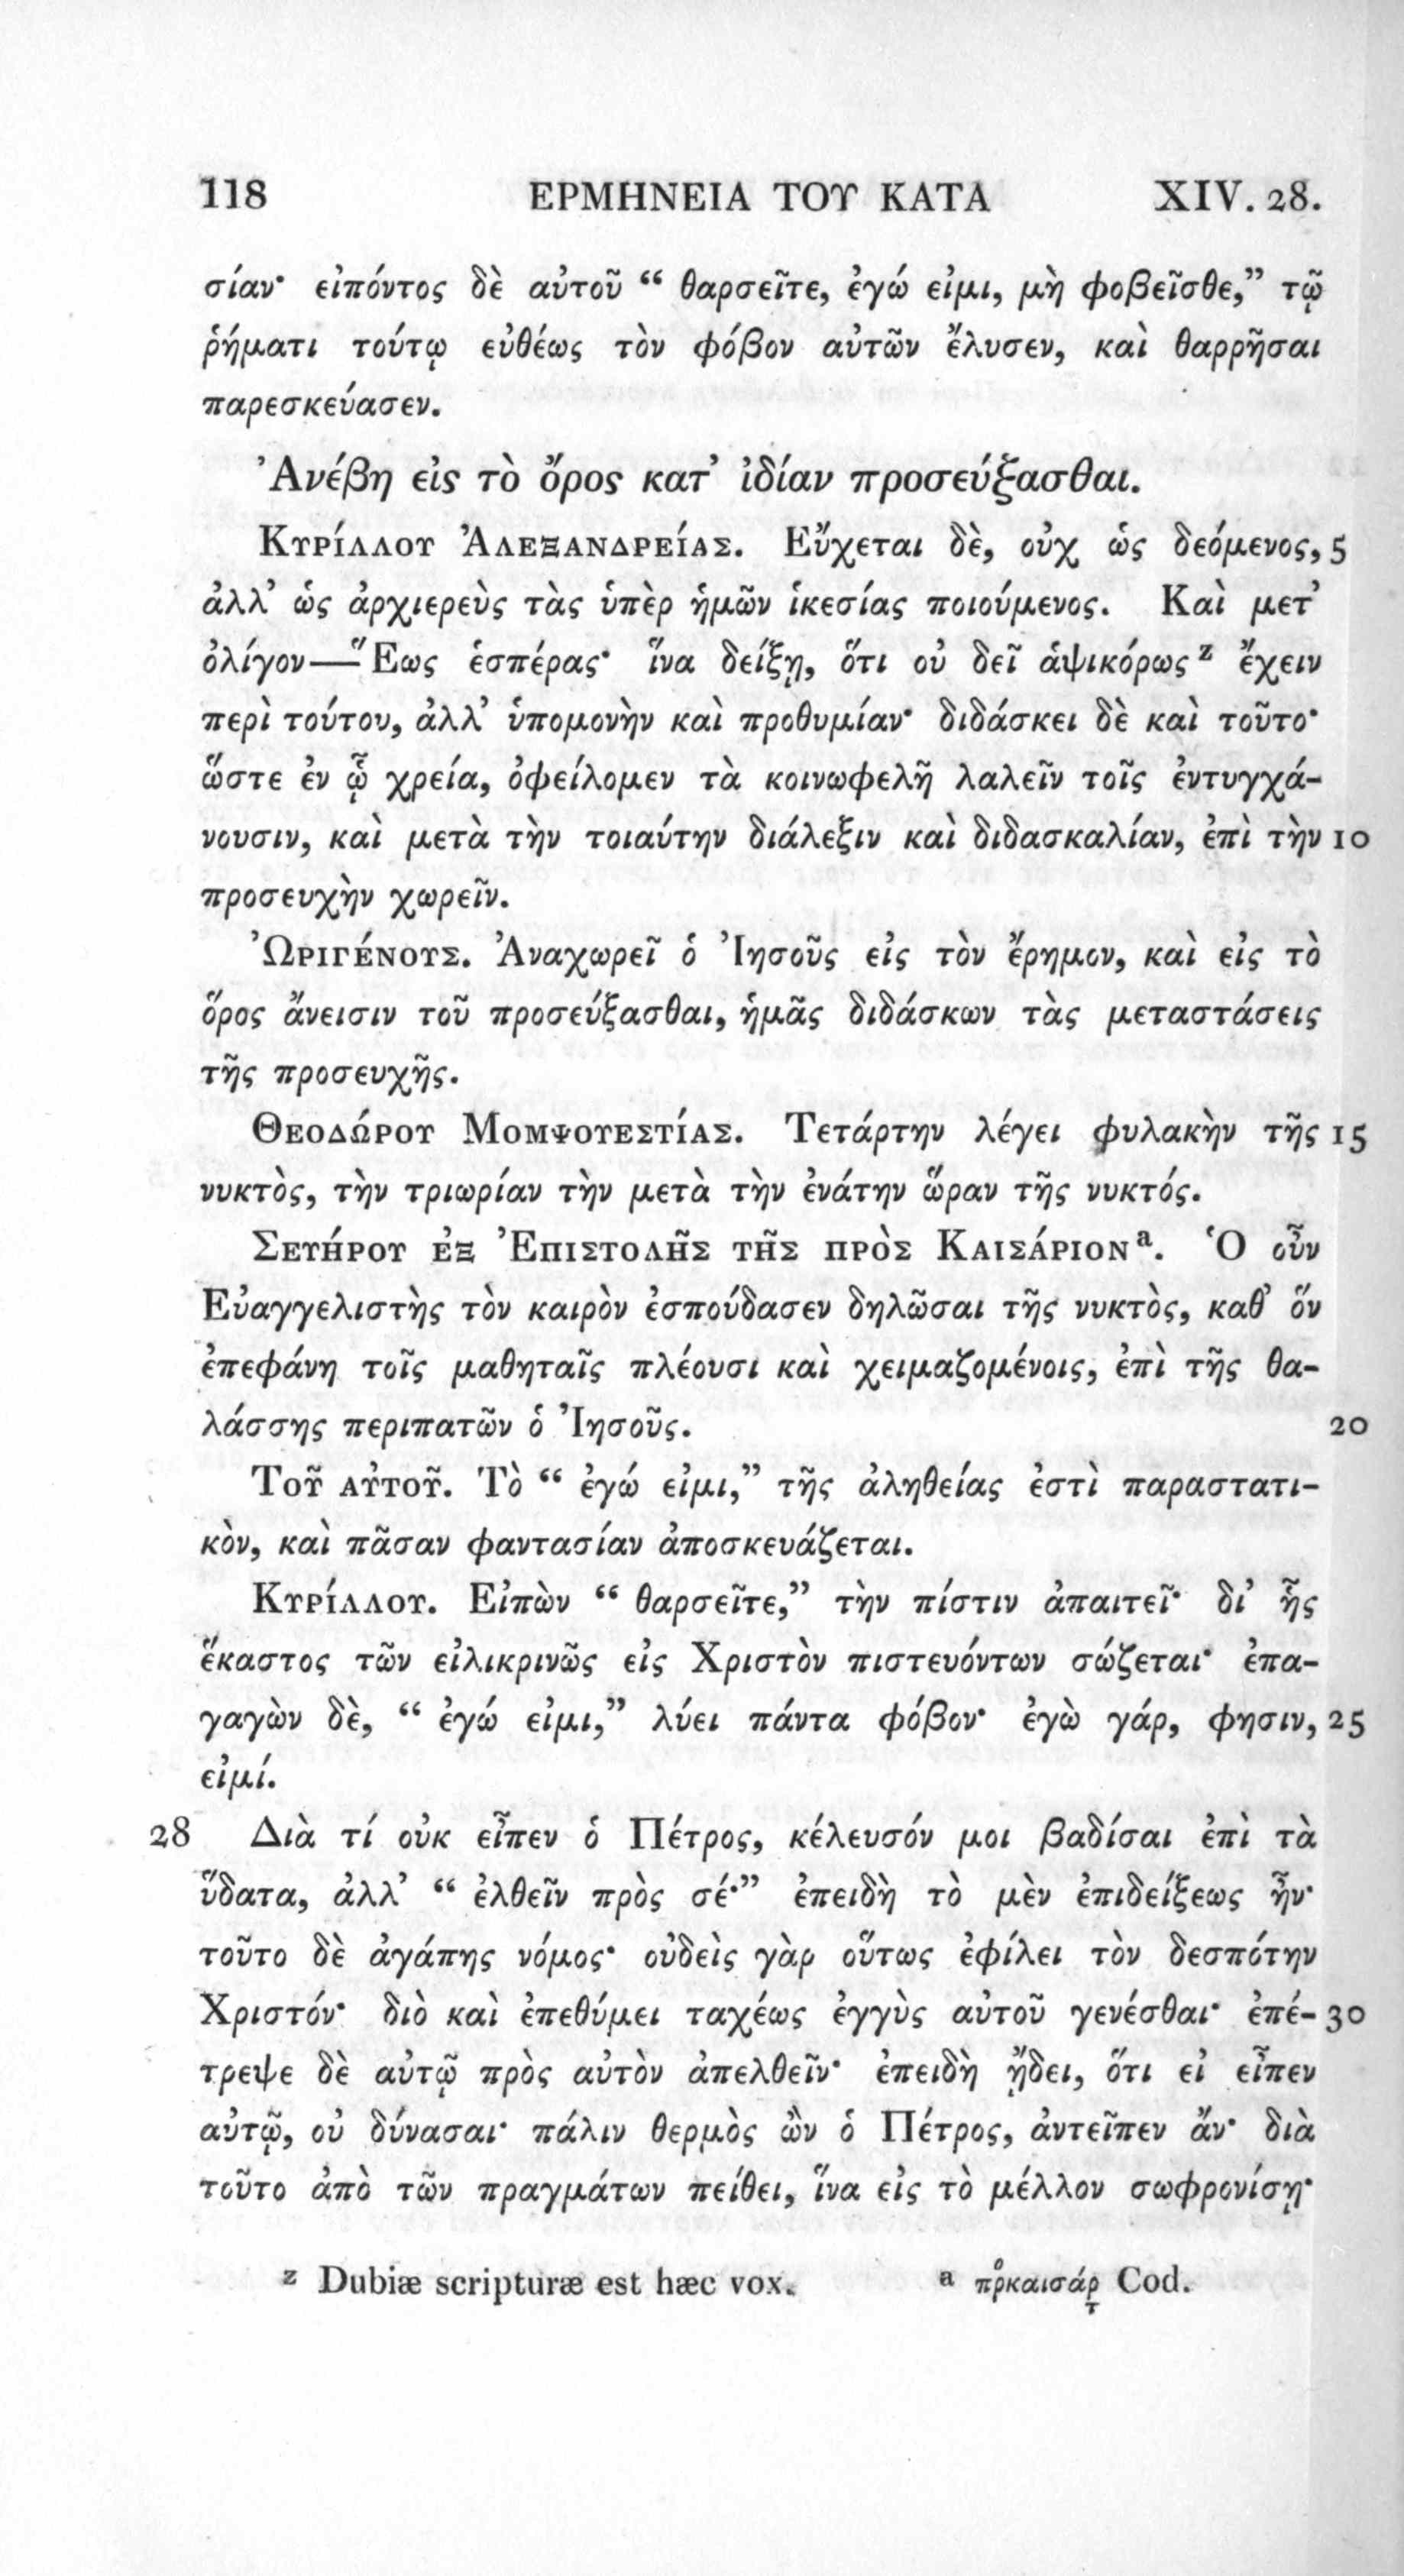 118 ΕΡΜΗΝΕΙΑ ΤΟΥ ΚΑΤΑ XIV. 28.
σίαν· εἰπόντος δὲ αὐτοῦ “ θαρσεῖτε, ἐγώ εἰμι, μὴ φοβεῖσθε,” τῷ
ῥήματι τούτῳ εὐθέως τὸν φόβον αὐτῶν ἔλυσεν, καὶ θαρρῆσαι
παρεσκεύασεν.
Ἀνέβη εἰς τὸ ὄρος κατ’ ἰδίαν προσεύξασθαι.
Κυρίλλου Ἀλεξανδρείας. Εὔχεται δὲ, οὐχ ὡς δεόμενος, 5
ἀλλ’ ὡς ἀρχιερεὺς τὰς ὑπὲρ ἡμῶν ἱκεσίας ποιούμενος. Καὶ μετ’
ὀλίγον—Ἕως ἑσπέρας· ἵνα δείξῃ, ὅτι οὐ δεῖ ἁψικόρως z ἔχειν
περὶ τούτου, ἀλλ’ ὑπομονὴν καὶ προθυμίαν· διδάσκει δὲ καὶ τοῦτο·
ὥστε ἐν ᾧ χρεία, ὀφείλομεν τὰ κοινωφελῆ λαλεῖν τοῖς ἐντυγχά-
νουσιν, καὶ μετὰ τὴν τοιαύτην διάλεξιν καὶ διδασκαλίαν, ἐπὶ τὴν 10
προσευχὴν χωρεῖν.
Ὠριγένους. Ἀναχωρεῖ ὁ Ἰησοῦς εἰς τὸν ἔρημον, καὶ εἰς τὸ
ὄρος ἄνεισιν τοῦ προσεύξασθαι, ἡμᾶς διδάσκων τὰς μεταστάσεις
τῆς προσευχῆς.
Θεοδώρου Μομψουεστίας. Τετάρτην λέγει φυλακὴν τῆς 15
νυκτὸς, τὴν τριωρίαν τὴν μετὰ τὴν ἐνάτην ὥραν τῆς νυκτός.
Σευήρου ἐξ Ἐπιστολῆς τῆς πρὸς Καισάριον a. Ὁ οὖν
Εὐαγγελιστὴς τὸν καιρὸν ἐσπούδασεν δηλῶσαι τῆς νυκτὸς, καθ’ ὃν
ἐπεφάνη τοῖς μαθηταῖς πλέουσι καὶ χειμαζομένοις, ἐπὶ τῆς θα-
λάσσης περιπατῶν ὁ Ἰησοῦς. 20
Τοῦ αὐτοῦ. Τὸ “ ἐγώ εἰμι,” τῆς ἀληθείας ἐστὶ παραστατι-
κὸν, καὶ πᾶσαν φαντασίαν ἀποσκευάζεται.
Κυρίλλου. Εἰπὼν “ θαρσεῖτε,” τὴν πίστιν ἀπαιτεῖ· δι’ ἧς
ἕκαστος τῶν εἰλικρινῶς εἰς Χριστὸν πιστευόντων σώζεται· ἐπα-
γαγὼν δὲ, “ ἐγώ εἰμι,” λύει πάντα φόβον· ἐγὼ γάρ, φησιν, 25
εἰμί.
28 Διὰ τί οὐκ εἶπεν ὁ Πέτρος, κέλευσόν μοι βαδίσαι ἐπὶ τὰ
ὕδατα, ἀλλ’ “ ἐλθεῖν πρὸς σέ·” ἐπειδὴ τὸ μὲν ἐπιδείξεως ἦν·
τοῦτο δὲ ἀγάπης νόμος· οὐδεὶς γὰρ οὕτως ἐφίλει τὸν δεσπότην
Χριστόν· διὸ καὶ ἐπεθύμει ταχέως ἐγγὺς αὐτοῦ γενέσθαι· ἐπέ- 30
τρεψε δὲ αὐτῷ πρὸς αὐτὸν ἀπελθεῖν· ἐπειδὴ ᾔδει, ὅτι εἰ εἶπεν
αὐτῷ, οὐ δύνασαι· πάλιν θερμὸς ὢν ὁ Πέτρος, ἀντεῖπεν ἄν· διὰ
τοῦτο ἀπὸ τῶν πραγμάτων πείθει, ἵνα εἰς τὸ μέλλον σωφρονίσῃ·
z Dubiæ scripturæ est hæc vox. a πρ̊καισάρτ Cod.